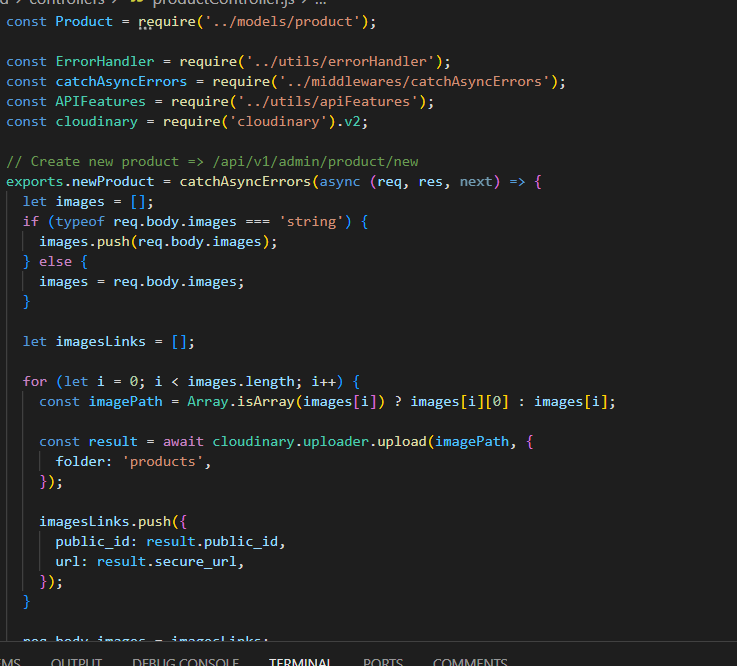 controllers > productController.js > ...
const Product = require('../models/product');
const ErrorHandler = require('../utils/errorHandler');
const catchAsyncErrors = require('../middlewares/catchAsyncErrors');
const APIFeatures = require('../utils/apiFeatures');
const cloudinary = require('cloudinary').v2;
// Create new product => /api/v1/admin/product/new
exports.newProduct = catchAsyncErrors(async (req, res, next) => {
let images = [];
if (typeof req.body.images === 'string') {
images.push(req.body.images);
} else {
images = req.body.images;
}
let imagesLinks = [];
for (let i = 0; i < images.length; i++) {
const imagePath = Array.isArray(images[i]) ? images[i][0] : images[i];
const result = await cloudinary.uploader.upload(imagePath, {
folder: 'products',
});
imagesLinks.push({
public_id: result.public_id,
url: result.secure_url,
});
}
req.body.images = imagesLinks;
OUTPUT DEBUG CONSOLE TERMINAL PORTS COMMENTS